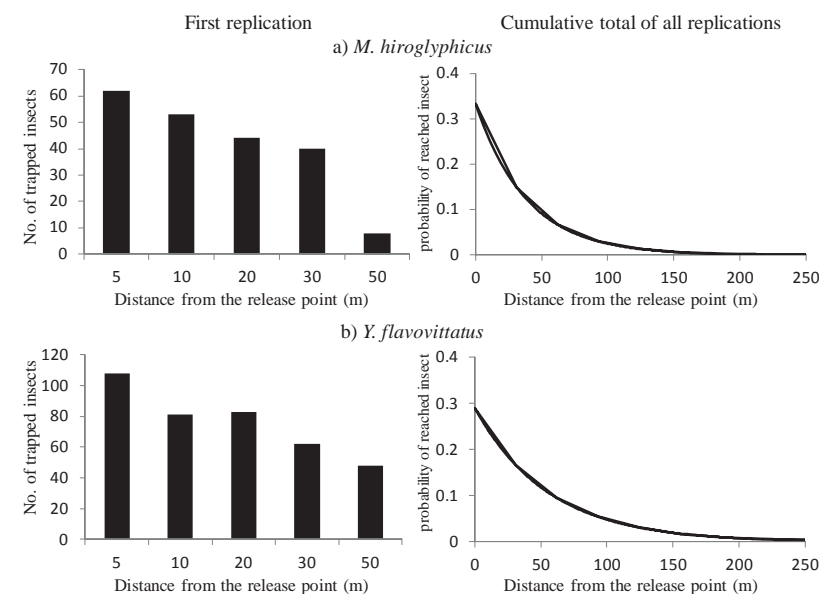 First replication
Cumulative total of all replications
a) M. hiroglyphicus
No. of trapped insects
70
60
50
40
30
20
10
0
5 10 20 30 50
Distance from the release point (m)
probability of reached insect
0.4
0.3
0.2
0.1
0
0 50 100 150 200 250
Distance from the release point (m)
b) Y. flavovittatus
No. of trapped insects
120
100
80
60
40
20
0
5 10 20 30 50
Distance from the release point (m)
probability of reached insect
0.4
0.3
0.2
0.1
0
0 50 100 150 200 250
Distance from the release point (m)